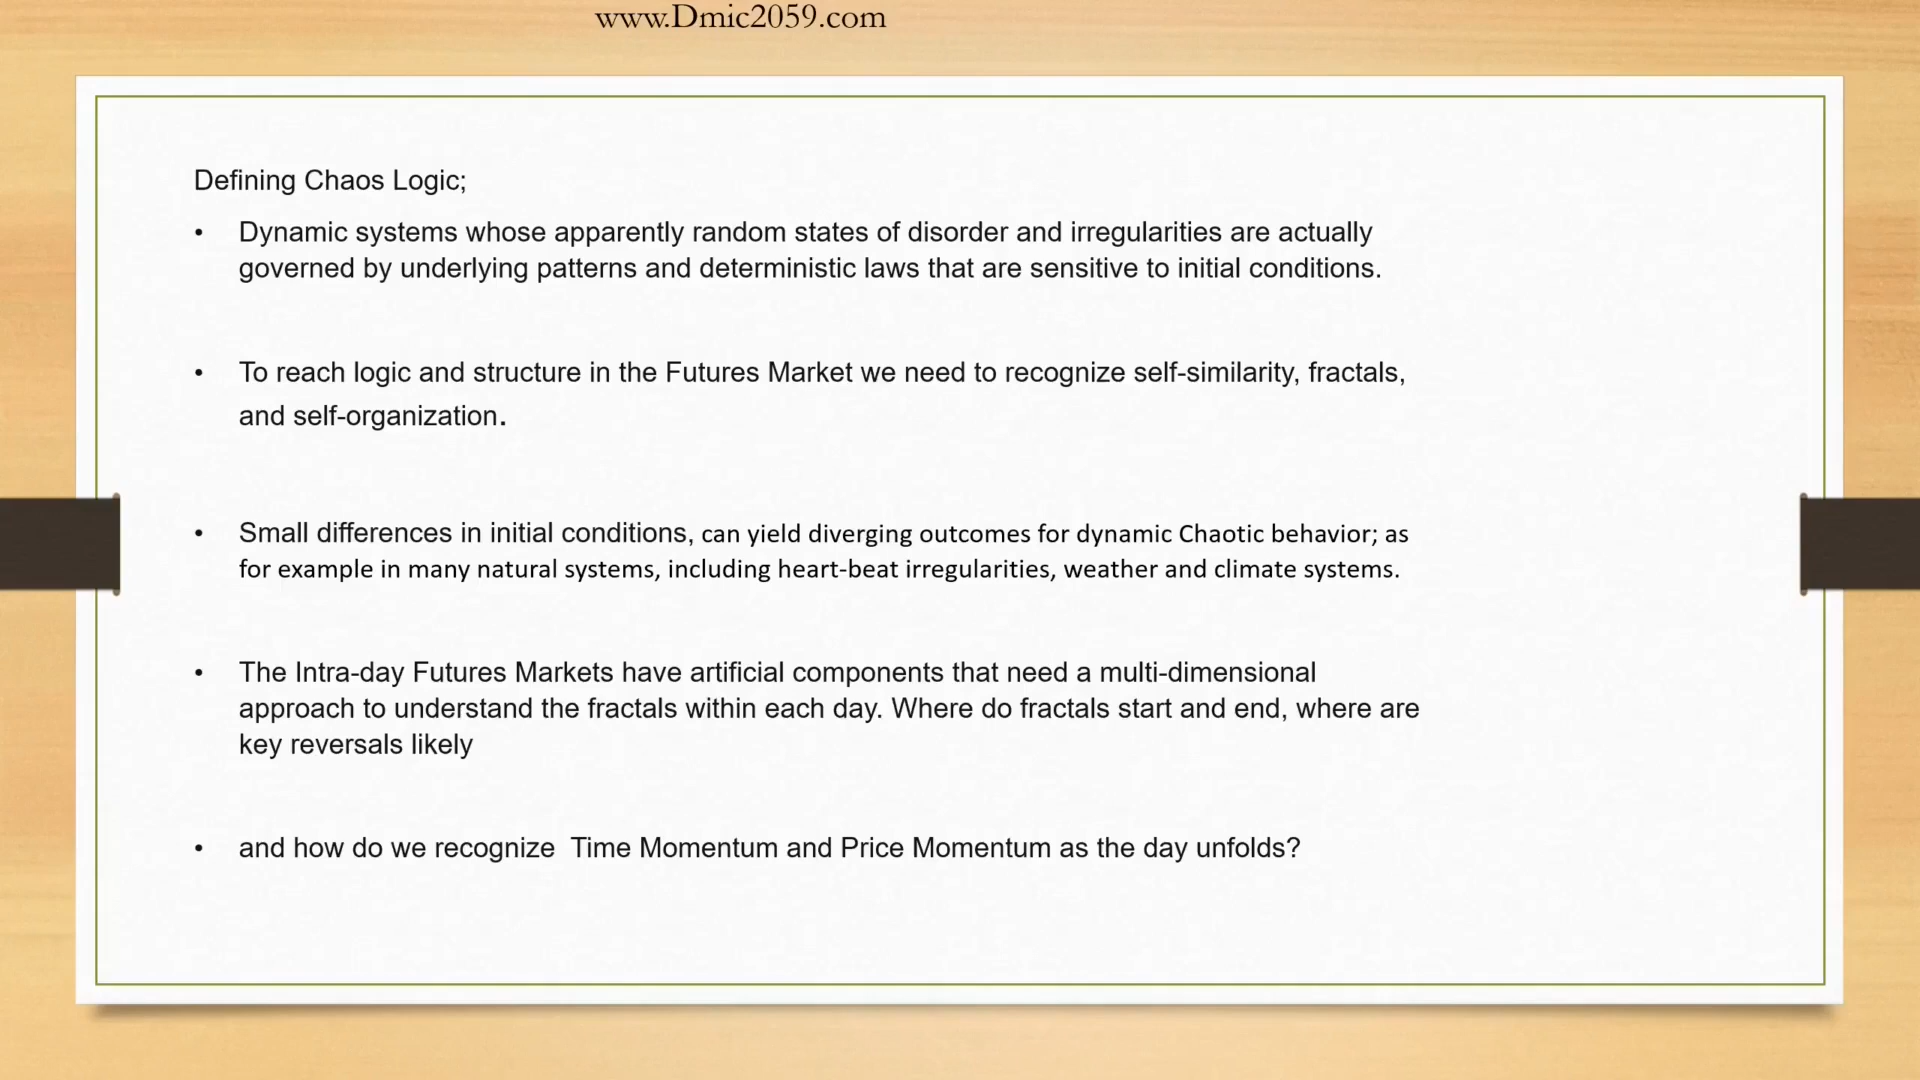 www.Dmic2059.com
Defining Chaos Logic;
• Dynamic systems whose apparently random states of disorder and irregularities are actually
governed by underlying patterns and deterministic laws that are sensitive to initial conditions.
• To reach logic and structure in the Futures Market we need to recognize self-similarity, fractals,
and self-organization.
• Small differences in initial conditions, can yield diverging outcomes for dynamic Chaotic behavior; as
for example in many natural systems, including heart-beat irregularities, weather and climate systems.
• The Intra-day Futures Markets have artificial components that need a multi-dimensional
approach to understand the fractals within each day. Where do fractals start and end, where are
key reversals likely
• and how do we recognize  Time Momentum and Price Momentum as the day unfolds?